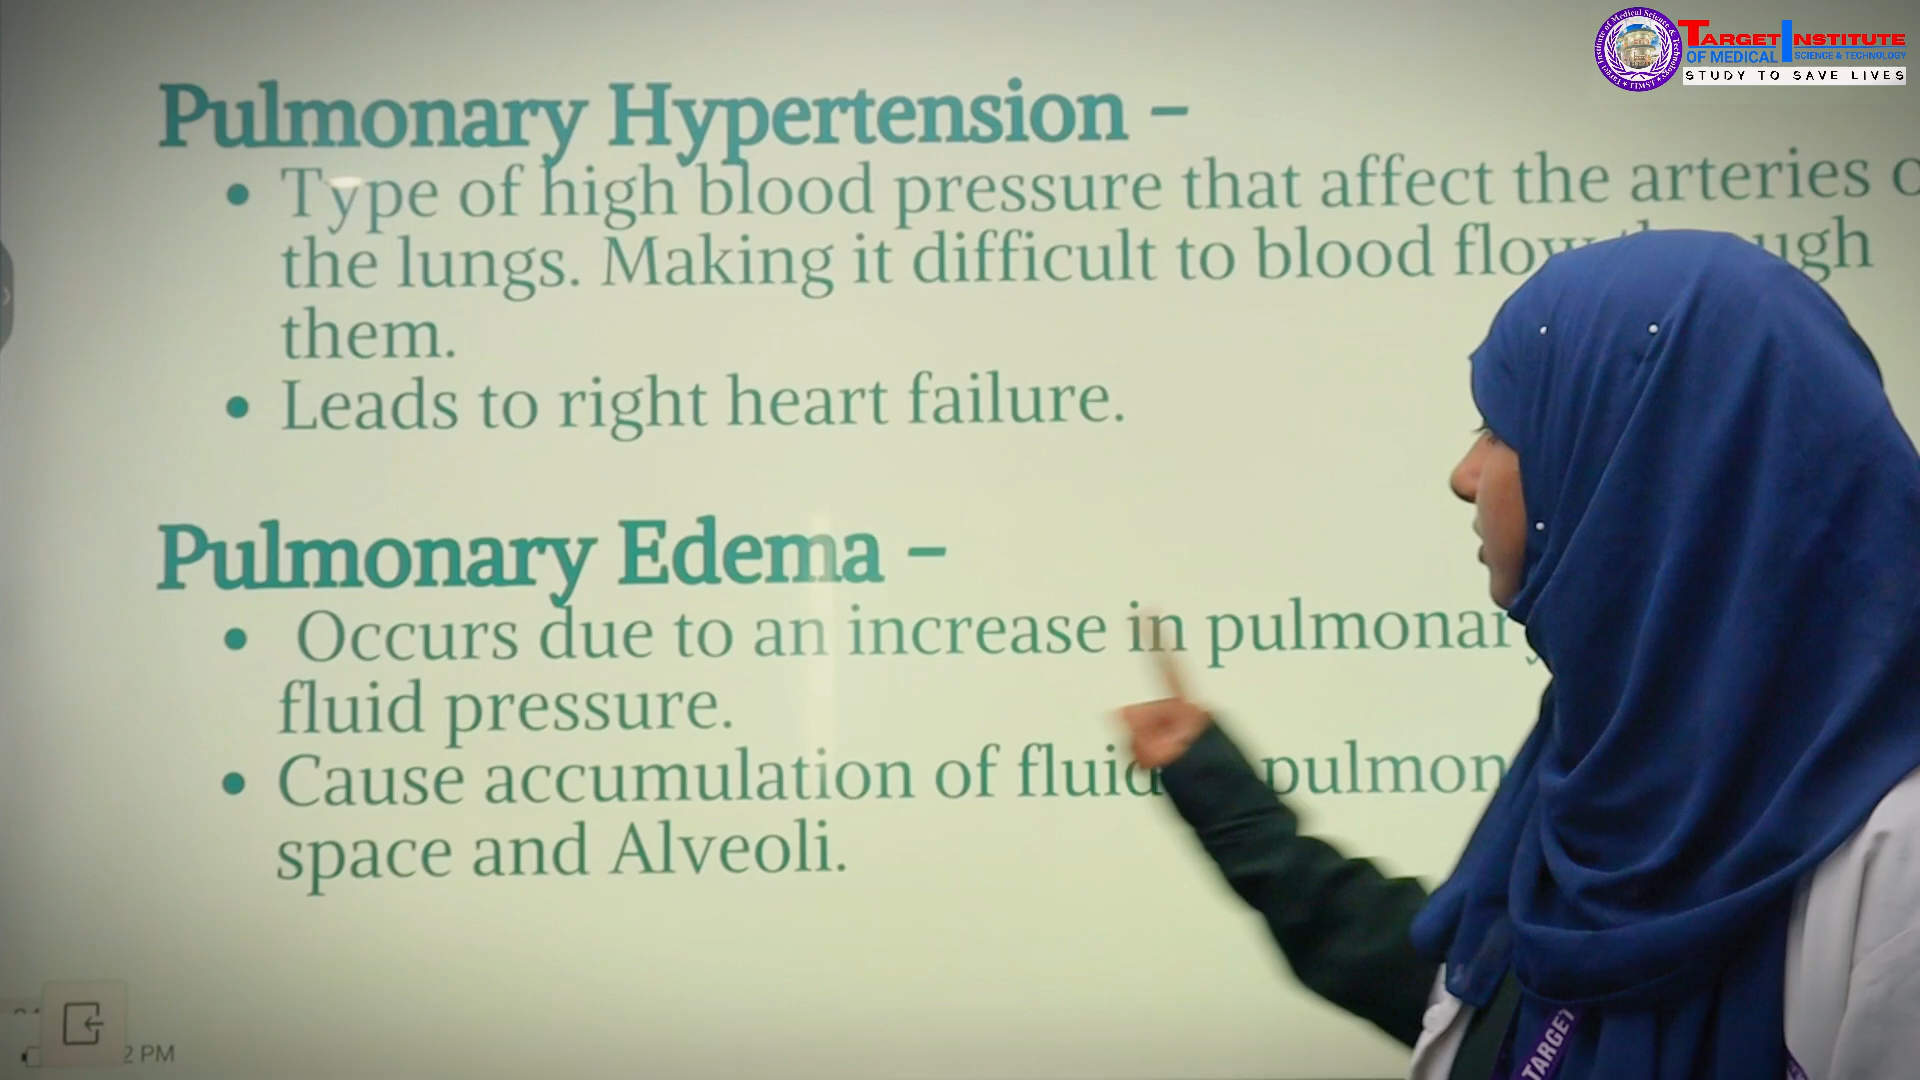 TARGET INSTITUTE
OF MEDICAL SCIENCE & TECHNOLOGY
STUDY TO SAVE LIVES
Pulmonary Hypertension –
• Type of high blood pressure that affect the arteries
the lungs. Making it difficult to blood
them.
• Leads to right heart failure.
Pulmonary Edema –
• Occurs due to an increase in pulmonary
fluid pressure.
• Cause accumulation of fluid
space and Alveoli.
PM
TARGET